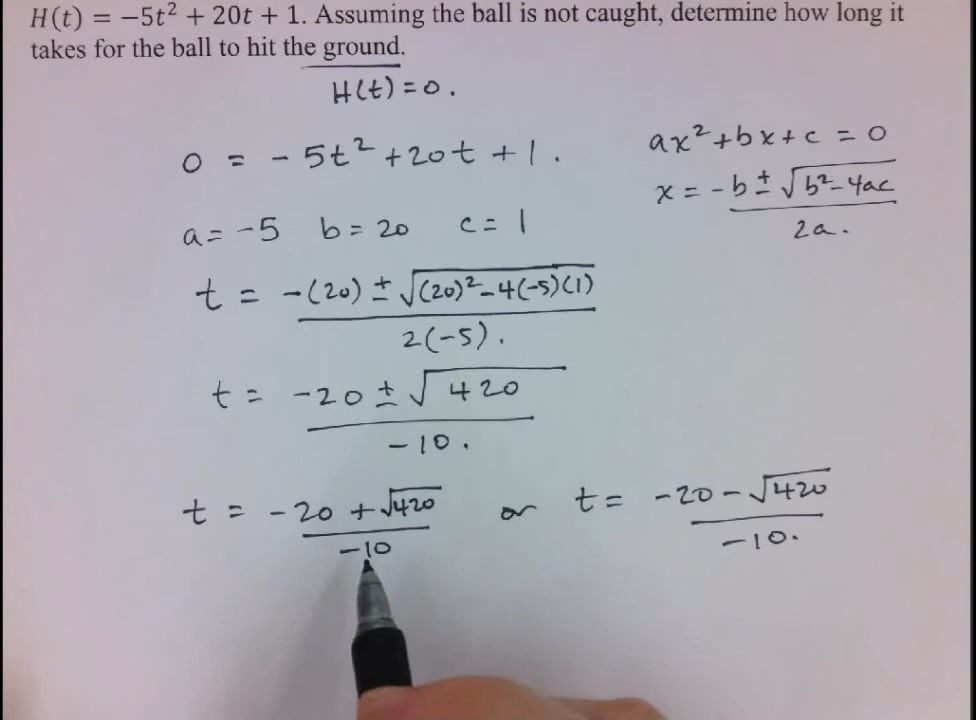 H(t) = −5t² + 20t + 1. Assuming the ball is not caught, determine how long it
takes for the ball to hit the ground.
H(t) = 0.
0 = -5t² + 20t + 1.
ax² + bx + c = 0
x = -b ± √b²-4ac
2a.
a = -5 b = 20 c = 1
t = -(20) ± √(20)²-4(-5)(1)
2(-5).
t = -20 ± √420
-10.
t = -20 + √420 or t = -20 - √420
-10 -10.